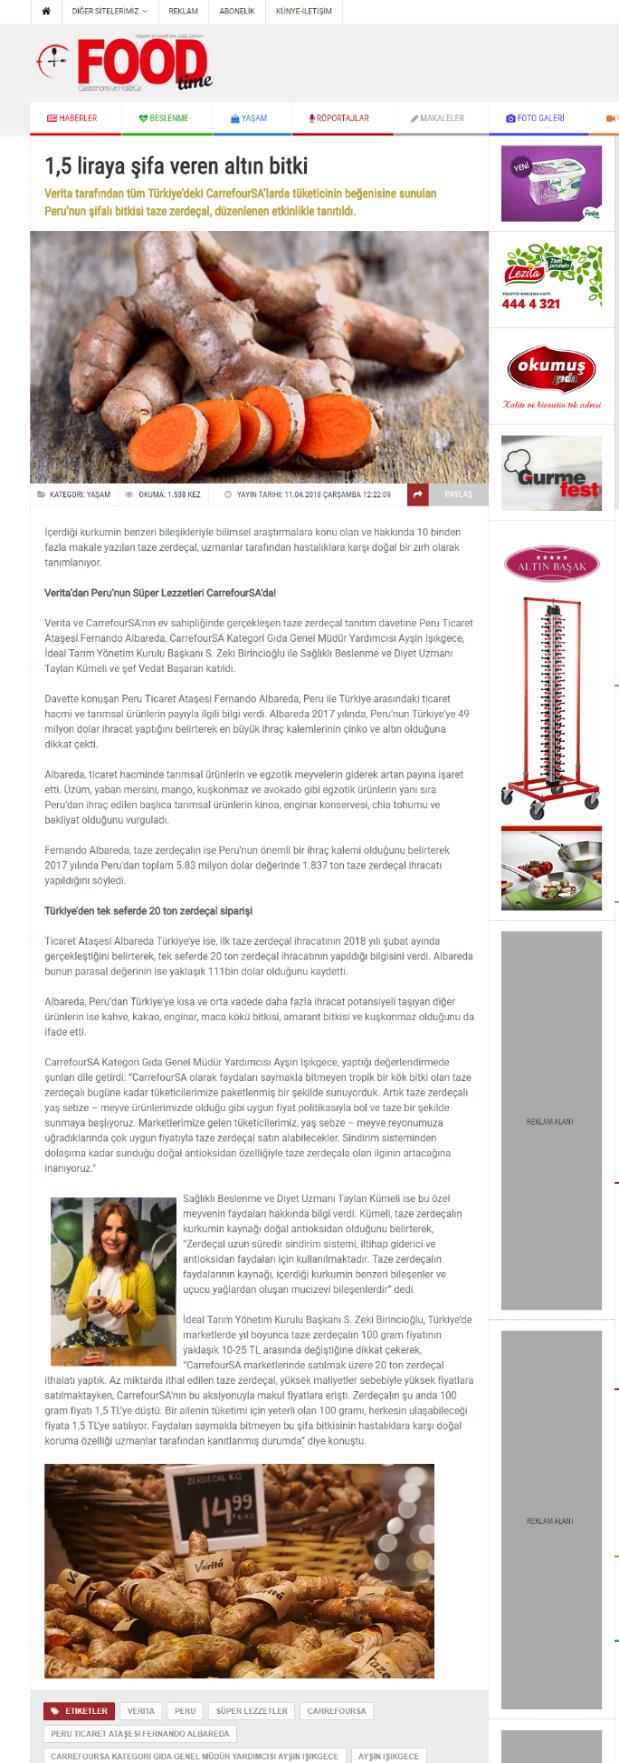 DİĞER SİTELERİMİZ
REKLAM
ABONELİK
KÜNYE-İLETİŞİM
FOOD
time
Gastronomi ve HoReCa
HABERLER
BESLENME
YAŞAM
RÖPORTAJLAR
MAKALELER
FOTO GALERİ
1,5 liraya şifa veren altın bitki
Verita tarafından tüm Türkiye'deki CarrefourSA'larda tüketicinin beğenisine sunulan
Peru'nun şifalı bitkisi taze zerdeçal, düzenlenen etkinlikle tanıtıldı.
KATEGORİ: YAŞAM
OKUMA: 1.538 KEZ
YAYIN TARİHİ: 11.04.2018 ÇARŞAMBA 12:22:09
PAYLAŞ
İçerdiği kurkumin benzeri bileşikleriyle bilimsel araştırmalara konu olan ve hakkında 10 binden
fazla makale yazılan taze zerdeçal, uzmanlar tarafından hastalıklara karşı doğal bir zırh olarak
tanımlanıyor.
Verita'dan Peru'nun Süper Lezzetleri CarrefourSA'da!
Verita ve CarrefourSA'nın ev sahipliğinde gerçekleşen taze zerdeçal tanıtım davetine Peru Ticaret
Ataşesi Fernando Albareda, CarrefourSA Kategori Gıda Genel Müdür Yardımcısı Ayşin Işıkgece,
İdeal Tarım Yönetim Kurulu Başkanı S. Zeki Birincioğlu ile Sağlıklı Beslenme ve Diyet Uzmanı
Taylan Kümeli ve şef Vedat Başaran katıldı.
Davette konuşan Peru Ticaret Ataşesi Fernando Albareda, Peru ile Türkiye arasındaki ticaret
hacmi ve tarımsal ürünlerin payıyla ilgili bilgi verdi. Albareda 2017 yılında, Peru'nun Türkiye'ye 49
milyon dolar ihracat yaptığını belirterek en büyük ihraç kalemlerinin çinko ve altın olduğuna
dikkat çekti.
Albareda, ticaret hacminde tarımsal ürünlerin ve egzotik meyvelerin giderek artan payına işaret
etti. Üzüm, yaban mersini, mango, kuşkonmaz ve avokado gibi egzotik ürünlerin yanı sıra
Peru'dan ihraç edilen başlıca tarımsal ürünlerin kinoa, enginar konservesi, chia tohumu ve
bakliyat olduğunu vurguladı.
Fernando Albareda, taze zerdeçalın ise Peru'nun önemli bir ihraç kalemi olduğunu belirterek
2017 yılında Peru'dan toplam 5.83 milyon dolar değerinde 1.837 ton taze zerdeçal ihracatı
yapıldığını söyledi.
Türkiye'den tek seferde 20 ton zerdeçal siparişi
Ticaret Ataşesi Albareda Türkiye'ye ise, ilk taze zerdeçal ihracatının 2018 yılı şubat ayında
gerçekleştiğini belirterek, tek seferde 20 ton zerdeçal ihracatının yapıldığı bilgisini verdi. Albareda
bunun parasal değerinin ise yaklaşık 111bin dolar olduğunu kaydetti.
Albareda, Peru'dan Türkiye'ye kısa ve orta vadede daha fazla ihracat potansiyeli taşıyan diğer
ürünlerin ise kahve, kakao, enginar, maca kökü bitkisi, amarant bitkisi ve kuşkonmaz olduğunu da
ifade etti.
CarrefourSA Kategori Gıda Genel Müdür Yardımcısı Ayşin Işıkgece, yaptığı değerlendirmede
şunları dile getirdi: "CarrefourSA olarak faydaları saymakla bitmeyen tropik bir kök bitki olan taze
zerdeçalı bugüne kadar tüketicilerimize paketlenmiş bir şekilde sunuyorduk. Artık taze zerdeçalı
yaş sebze – meyve ürünlerimizde olduğu gibi uygun fiyat politikasıyla bol ve taze bir şekilde
sunmaya başlıyoruz. Marketlerimize gelen tüketicilerimiz, yaş sebze – meyve reyonumuza
uğradıklarında çok uygun fiyatıyla taze zerdeçal satın alabilecekler. Sindirim sisteminden
dolaşıma kadar sunduğu doğal antioksidan özelliğiyle taze zerdeçala olan ilginin artacağına
inanıyoruz."
Sağlıklı Beslenme ve Diyet Uzmanı Taylan Kümeli ise bu özel
meyvenin faydaları hakkında bilgi verdi. Kümeli, taze zerdeçalın
kurkumin kaynağı doğal antioksidan olduğunu belirterek,
"Zerdeçal uzun süredir sindirim sistemi, iltihap giderici ve
antioksidan faydaları için kullanılmaktadır. Taze zerdeçalın
faydalarının kaynağı, içerdiği kurkumin benzeri bileşenler ve
uçucu yağlardan oluşan mucizevi bileşenlerdir" dedi.
İdeal Tarım Yönetim Kurulu Başkanı S. Zeki Birincioğlu, Türkiye'de
marketlerde yıl boyunca taze zerdeçalın 100 gram fiyatının
yaklaşık 10-25 TL arasında değiştiğine dikkat çekerek,
"CarrefourSA marketlerinde satılmak üzere 20 ton zerdeçal
ithalatı yaptık. Az miktarda ithal edilen taze zerdeçal, yüksek maliyetler sebebiyle yüksek fiyatlara
satılmaktayken, CarrefourSA'nın bu aksiyonuyla makul fiyatlara erişti. Zerdeçalın şu anda 100
gram fiyatı 1,5 TL'ye düştü. Bir ailenin tüketimi için yeterli olan 100 gramı, herkesin ulaşabileceği
fiyata 1,5 TL'ye satılıyor. Faydaları saymakla bitmeyen bu şifa bitkisinin hastalıklara karşı doğal
koruma özelliği uzmanlar tarafından kanıtlanmış durumda" diye konuştu.
ZERDEÇAL KG
14,99
Verita
ETİKETLER
VERITA
PERU
SÜPER LEZZETLER
CARREFOURSA
PERU TICARET ATAŞESI FERNANDO ALBAREDA
CARREFOURSA KATEGORI GIDA GENEL MÜDÜR YARDIMCISI AYŞIN IŞIKGECE
AYŞIN IŞIKGECE
YENİ
Lezita
Tam protein
444 4 321
okumuş
gıda
Kalite ve hizmetin tek adresi
Gurme
fest
ALTIN BAŞAK
REKLAM ALANI
REKLAM ALANI